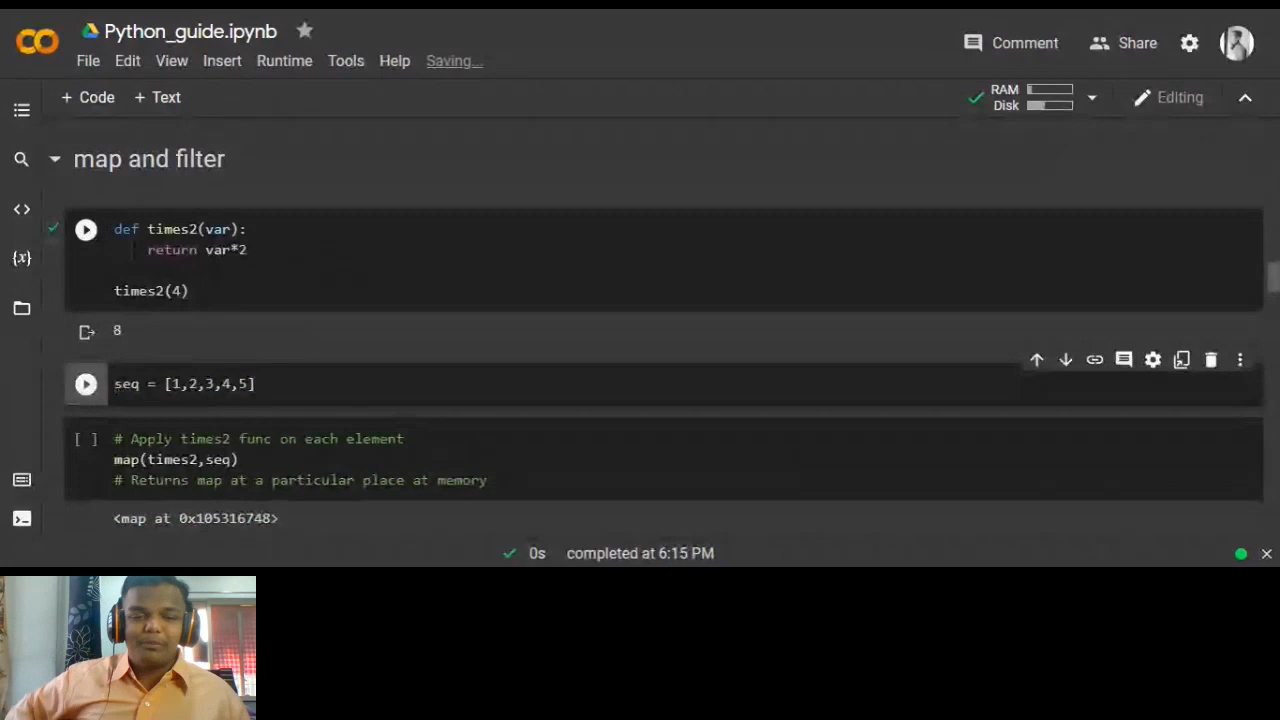 Python_guide.ipynb
File Edit View Insert Runtime Tools Help Saving...
Comment Share
+ Code + Text
RAM
Disk
Editing
map and filter
def times2(var):
    return var*2
times2(4)
8
seq = [1,2,3,4,5]
[ ] # Apply times2 func on each element
map(times2,seq)
# Returns map at a particular place at memory
<map at 0x105316748>
0s completed at 6:15 PM